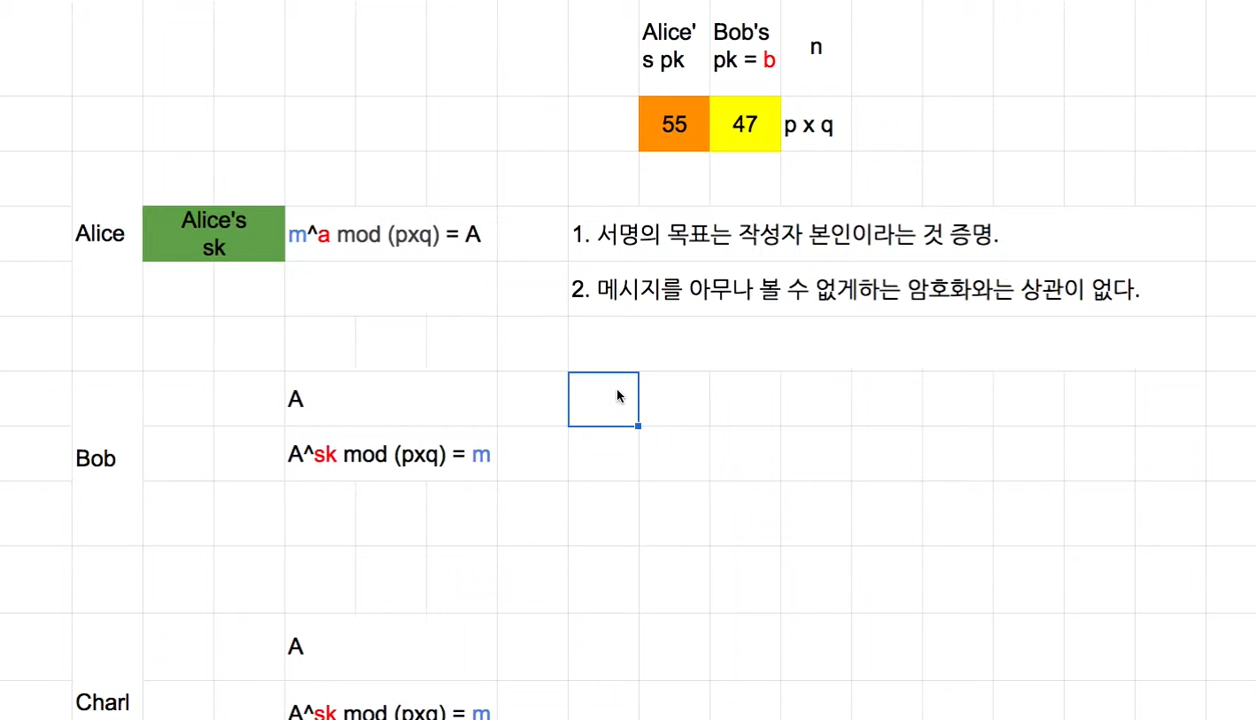 Alice'
s pk
Bob's
pk = b
n
55
47
p x q
Alice
Alice's
sk
m^a mod (pxq) = A
1. 서명의 목표는 작성자 본인이라는 것 증명.
2. 메시지를 아무나 볼 수 없게하는 암호화와는 상관이 없다.
A
Bob
A^sk mod (pxq) = m
A
Charl
A^sk mod (pxq) = m